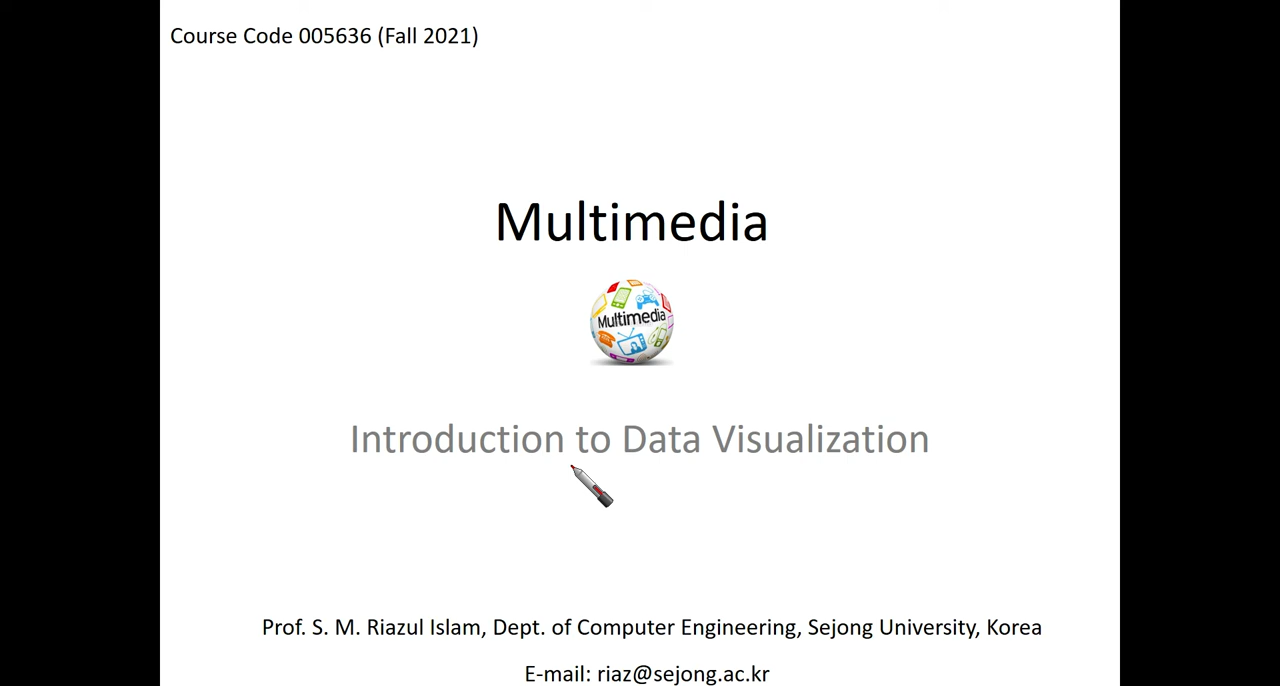 Course Code 005636 (Fall 2021)
Multimedia
Multimedia
Introduction to Data Visualization
Prof. S. M. Riazul Islam, Dept. of Computer Engineering, Sejong University, Korea
E-mail: riaz@sejong.ac.kr